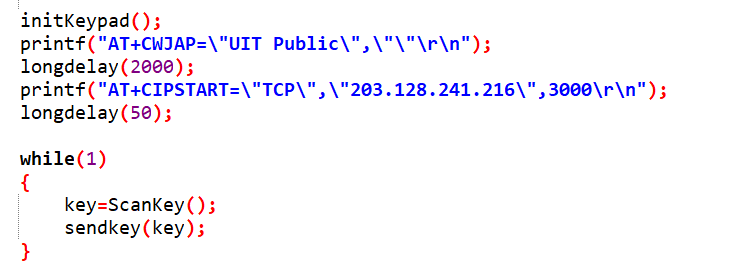 initKeypad();
printf("AT+CWJAP=\"UIT Public\",\"\"\r\n");
longdelay(2000);
printf("AT+CIPSTART=\"TCP\",\"203.128.241.216\",3000\r\n");
longdelay(50);
while(1)
{
key=ScanKey();
sendkey(key);
}